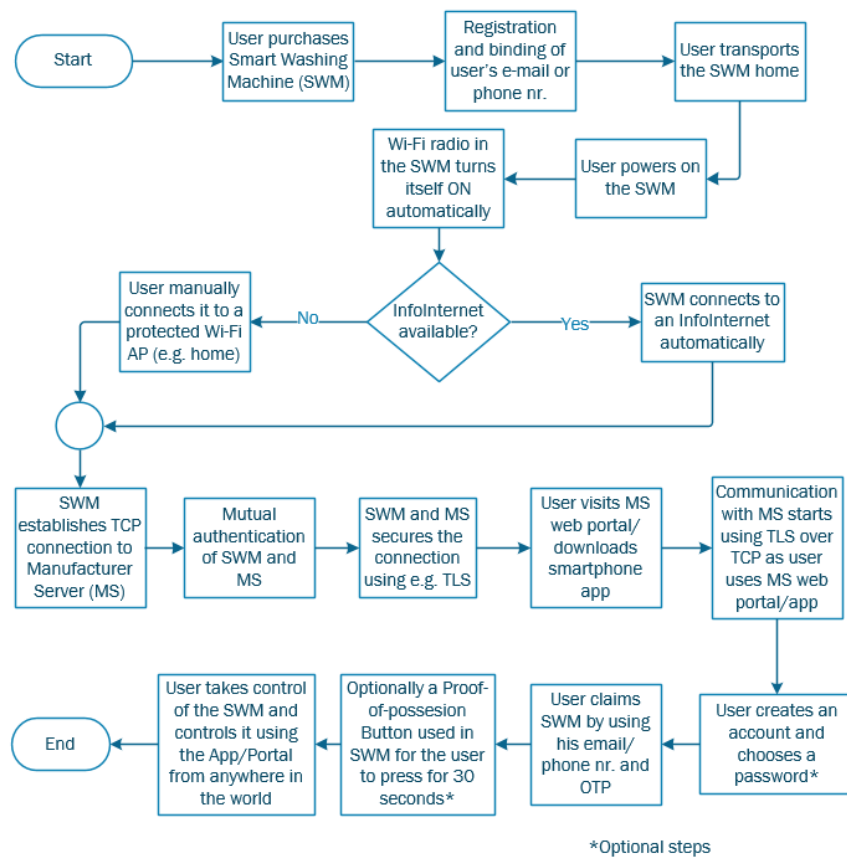 Start
User purchases
Smart Washing
Machine (SWM)
Registration
and binding of
user's e-mail or
phone nr.
User transports
the SWM home
User powers on
the SWM
Wi-Fi radio in
the SWM turns
itself ON
automatically
InfoInternet
available?
No
Yes
User manually
connects it to a
protected Wi-Fi
AP (e.g. home)
SWM connects to
an InfoInternet
automatically
SWM
establishes TCP
connection to
Manufacturer
Server (MS)
Mutual
authentication
of SWM and
MS
SWM and MS
secures the
connection
using e.g. TLS
User visits MS
web portal/
downloads
smartphone
app
Communication
with MS starts
using TLS over
TCP as user
uses MS web
portal/app
User creates an
account and
chooses a
password*
User claims
SWM by using
his email/
phone nr. and
OTP
Optionally a Proof-
of-possesion
Button used in
SWM for the user
to press for 30
seconds*
User takes control
of the SWM and
controls it using
the App/Portal
from anywhere in
the world
End
*Optional steps